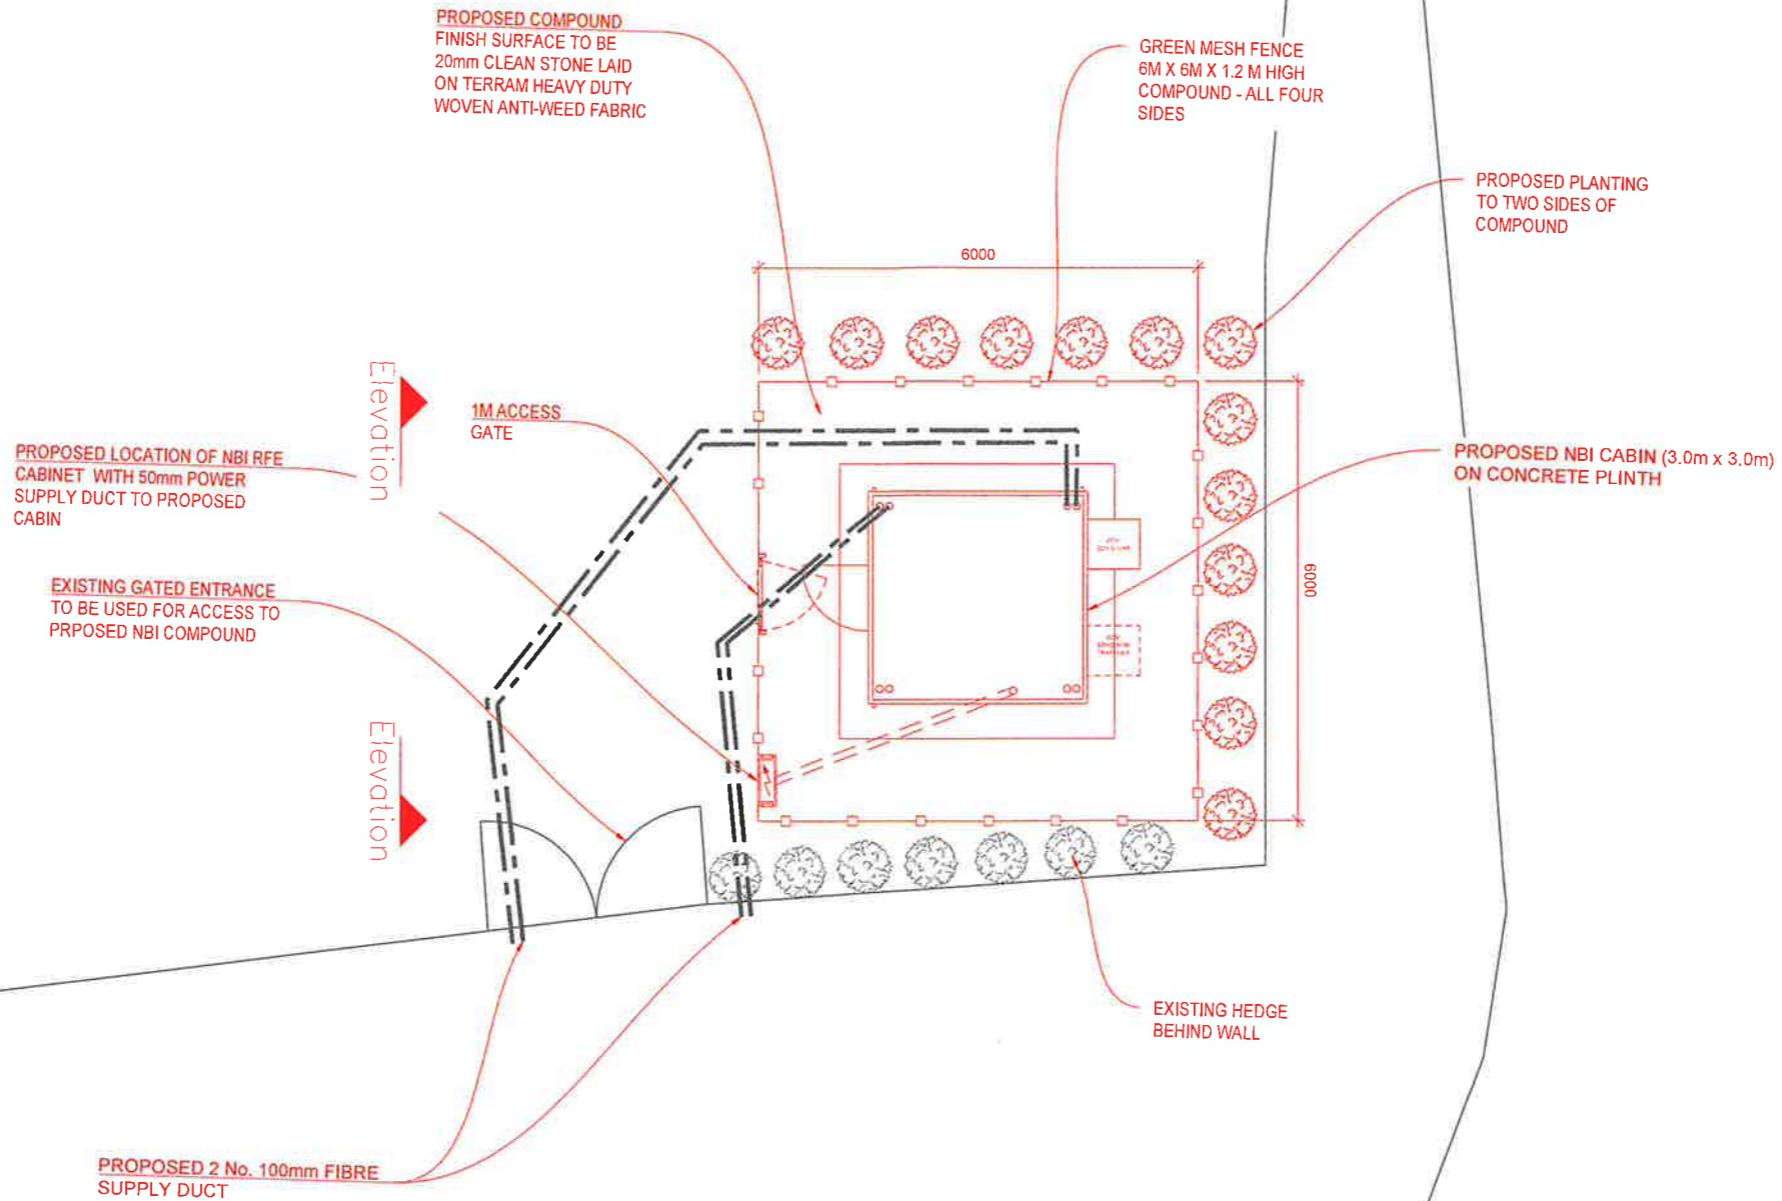 PROPOSED COMPOUND
FINISH SURFACE TO BE
20mm CLEAN STONE LAID
ON TERRAM HEAVY DUTY
WOVEN ANTI-WEED FABRIC
GREEN MESH FENCE
6M X 6M X 1.2 M HIGH
COMPOUND - ALL FOUR
SIDES
PROPOSED PLANTING
TO TWO SIDES OF
COMPOUND
6000
Elevation
1M ACCESS
GATE
PROPOSED LOCATION OF NBI RFE
CABINET WITH 50mm POWER
SUPPLY DUCT TO PROPOSED
CABIN
PROPOSED NBI CABIN (3.0m x 3.0m)
ON CONCRETE PLINTH
6000
EXISTING GATED ENTRANCE
TO BE USED FOR ACCESS TO
PRPOSED NBI COMPOUND
Elevation
EXISTING HEDGE
BEHIND WALL
PROPOSED 2 No. 100mm FIBRE
SUPPLY DUCT